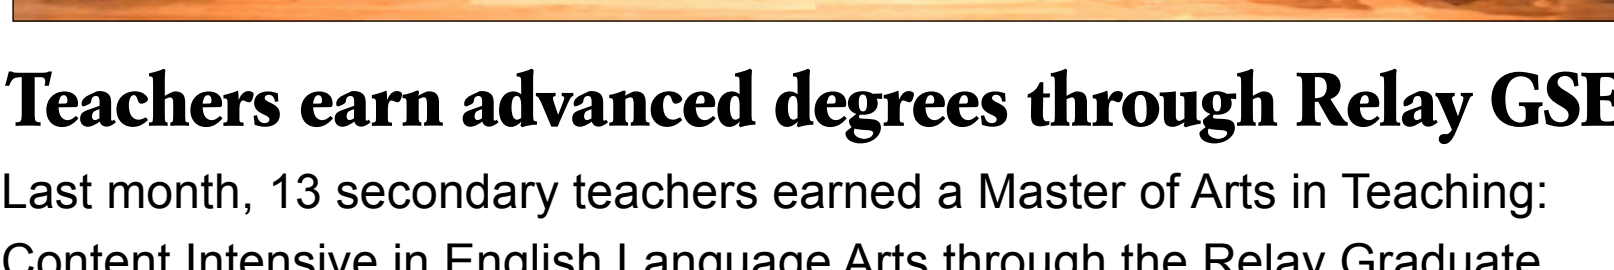 Teachers earn advanced degrees through Relay GSE
Last month, 13 secondary teachers earned a Master of Arts in Teaching:
Content Intensive in English Language Arts through the Relay Graduate